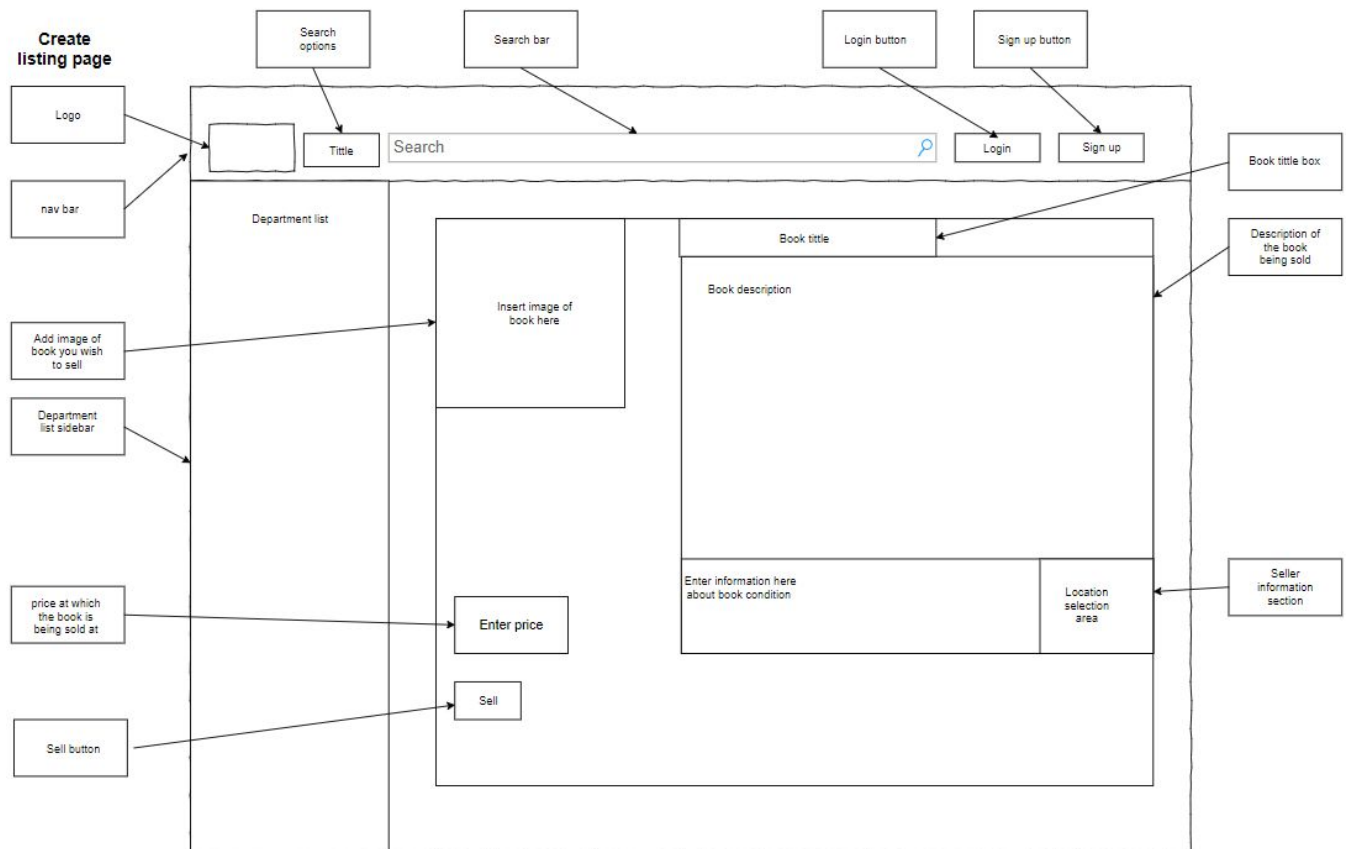 Create
listing page
Search
options
Search bar
Login button
Sign up button
Logo
Tittle
Search
Login
Sign up
Book tittle box
nav bar
Department list
Book tittle
Description of
the book
being sold
Book description
Insert image of
book here
Add image of
book you wish
to sell
Department
list sidebar
Enter information here
about book condition
Location
selection
area
Seller
information
section
price at which
the book is
being sold at
Enter price
Sell
Sell button